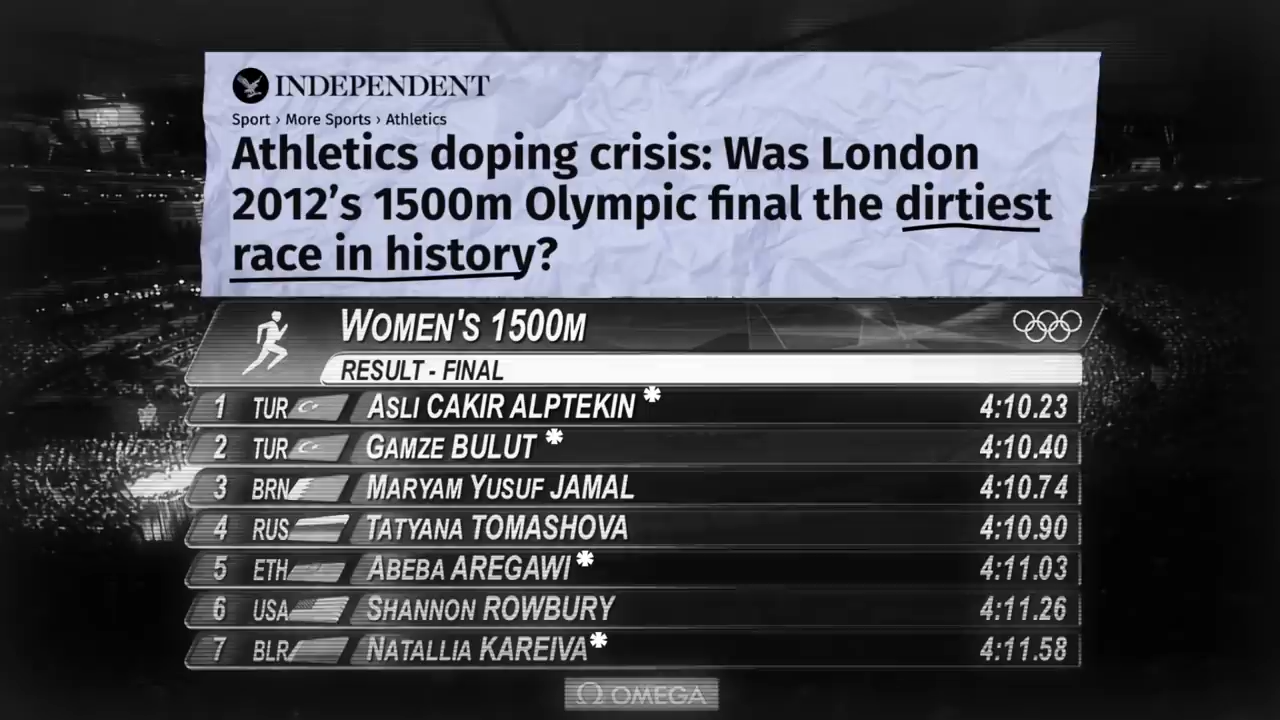 INDEPENDENT
Sport › More Sports › Athletics
Athletics doping crisis: Was London
2012’s 1500m Olympic final the dirtiest
race in history?
WOMEN'S 1500M
RESULT - FINAL
1 TUR ASLI CAKIR ALPTEKIN * 4:10.23
2 TUR GAMZE BULUT * 4:10.40
3 BRN MARYAM YUSUF JAMAL 4:10.74
4 RUS TATYANA TOMASHOVA 4:10.90
5 ETH ABEBA AREGAWI * 4:11.03
6 USA SHANNON ROWBURY 4:11.26
7 BLR NATALLIA KAREIVA * 4:11.58
Ω OMEGA